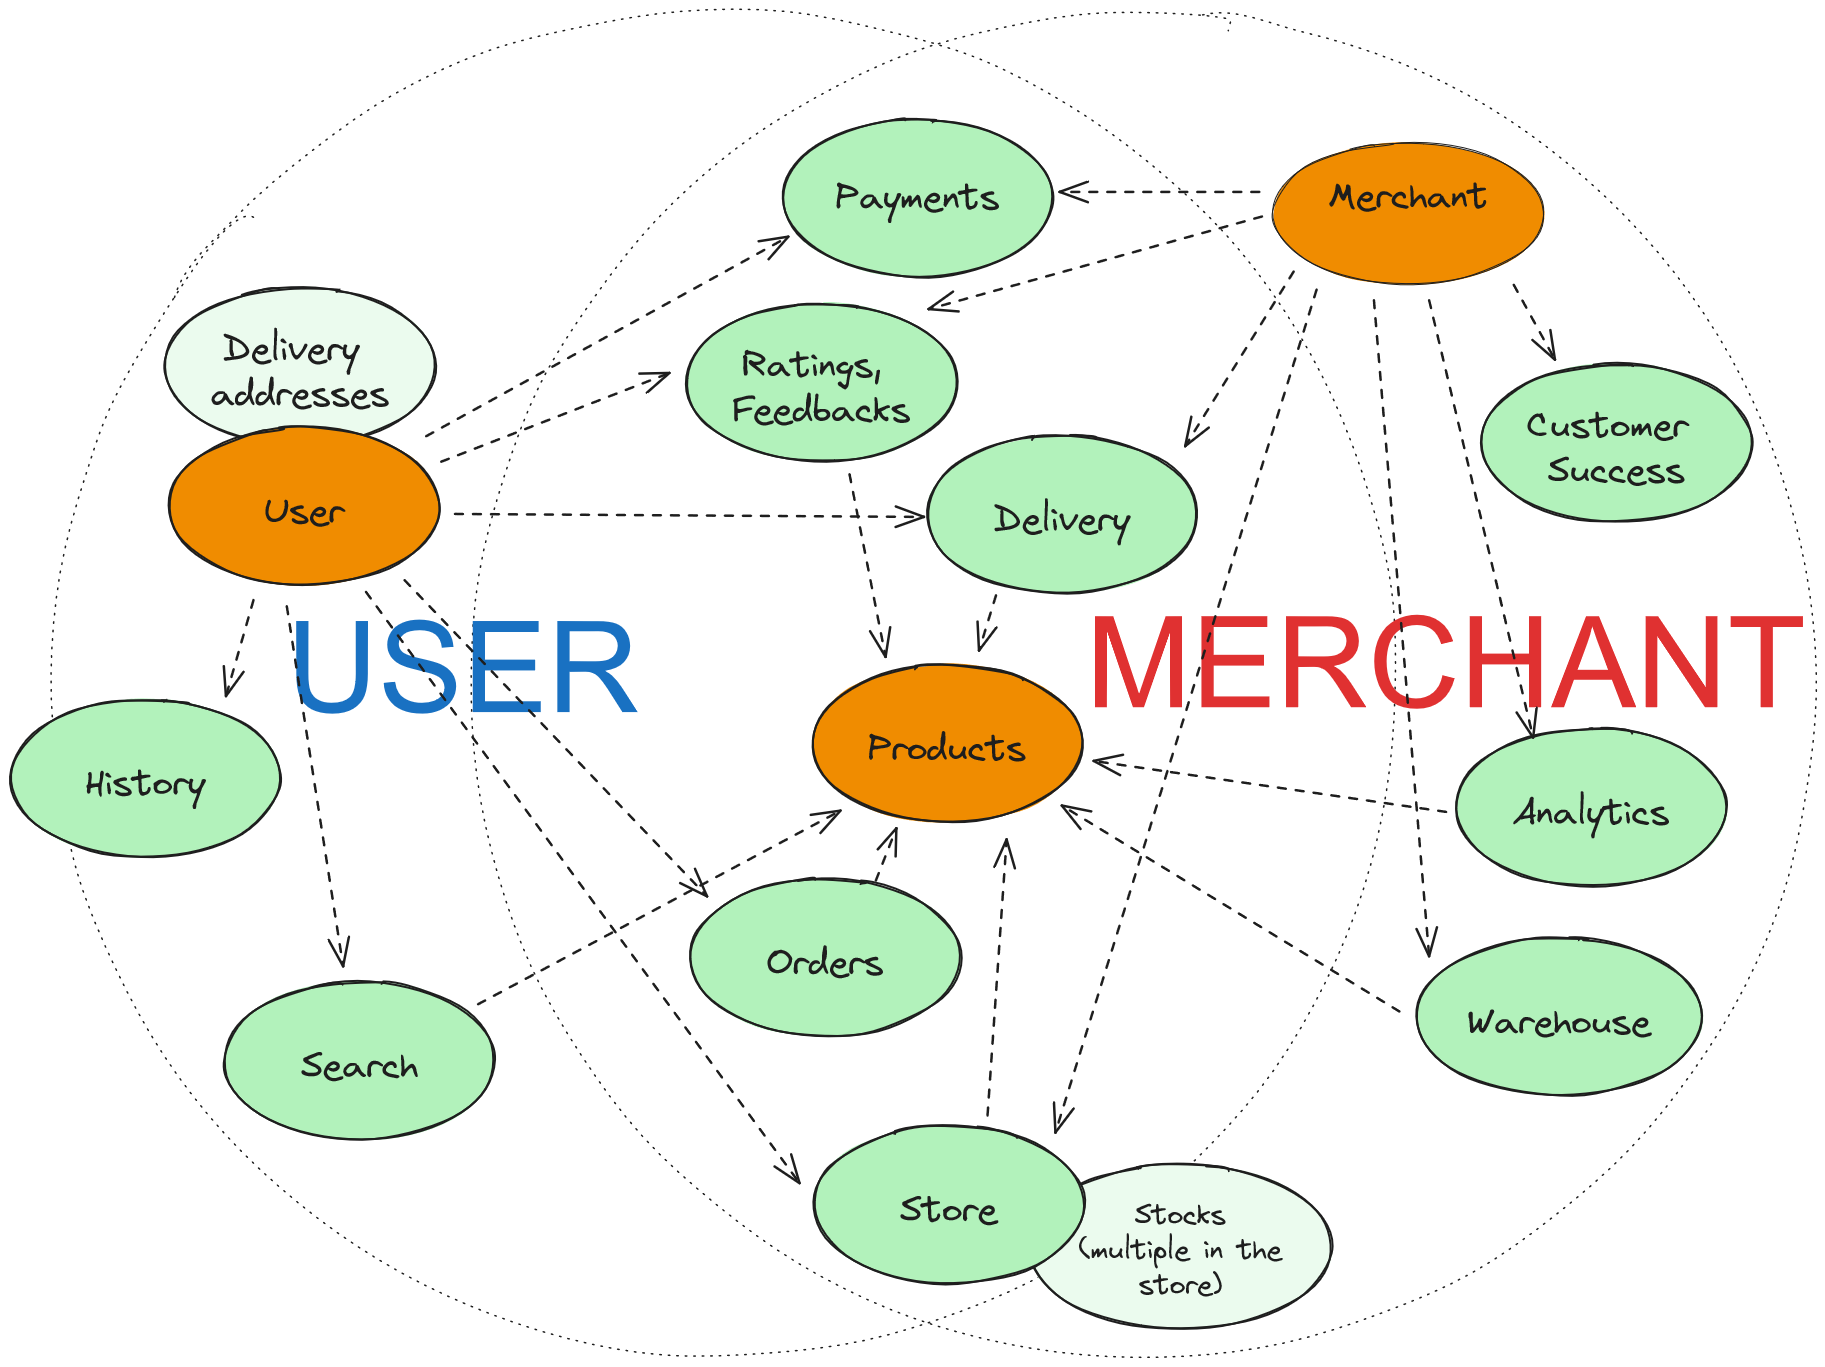 Payments
Merchant
Delivery
addresses
Ratings,
Feedbacks
Customer
Success
User
Delivery
USER
MERCHANT
Products
History
Analytics
Orders
Warehouse
Search
Store
Stocks
(multiple in the
store)